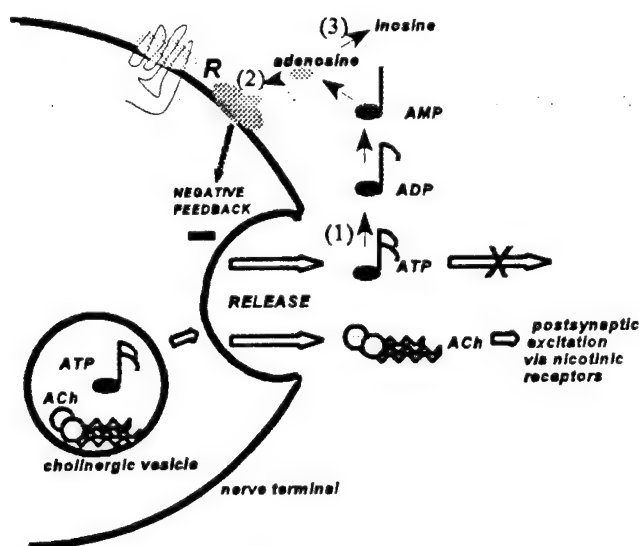 (3)
inosine
adenosine
R
(2)
AMP
ADP
NEGATIVE
FEEDBACK
(1)
ATP
RELEASE
ACh
postsynaptic
excitation
via nicotinic
receptors
ATP
ACh
cholinergic vesicle
nerve terminal